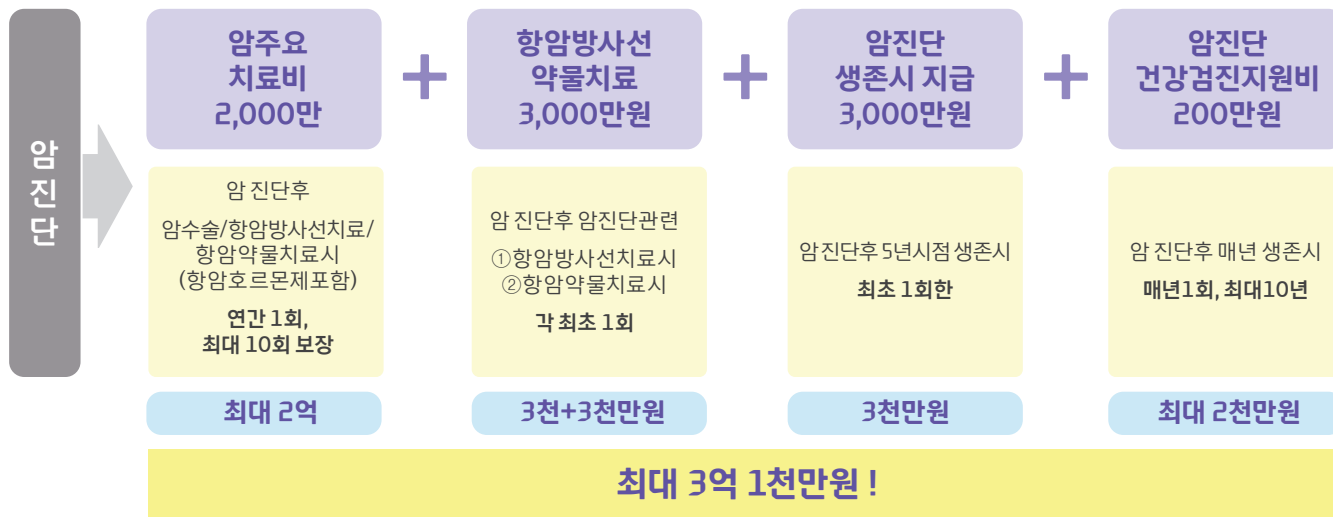 암
진
단
암주요
치료비
2,000만
+
항암방사선
약물치료
3,000만원
+
암진단
생존시 지급
3,000만원
+
암진단
건강검진지원비
200만원
암 진단후
암수술/항암방사선치료/
항암약물치료시
(항암호르몬제포함)
연간 1회,
최대 10회 보장
암 진단후 암진단관련
①항암방사선치료시
②항암약물치료시
각 최초 1회
암진단후 5년시점 생존시
최초 1회한
암 진단후 매년 생존시
매년1회, 최대10년
최대 2억
3천+3천만원
3천만원
최대 2천만원
최대 3억 1천만원 !